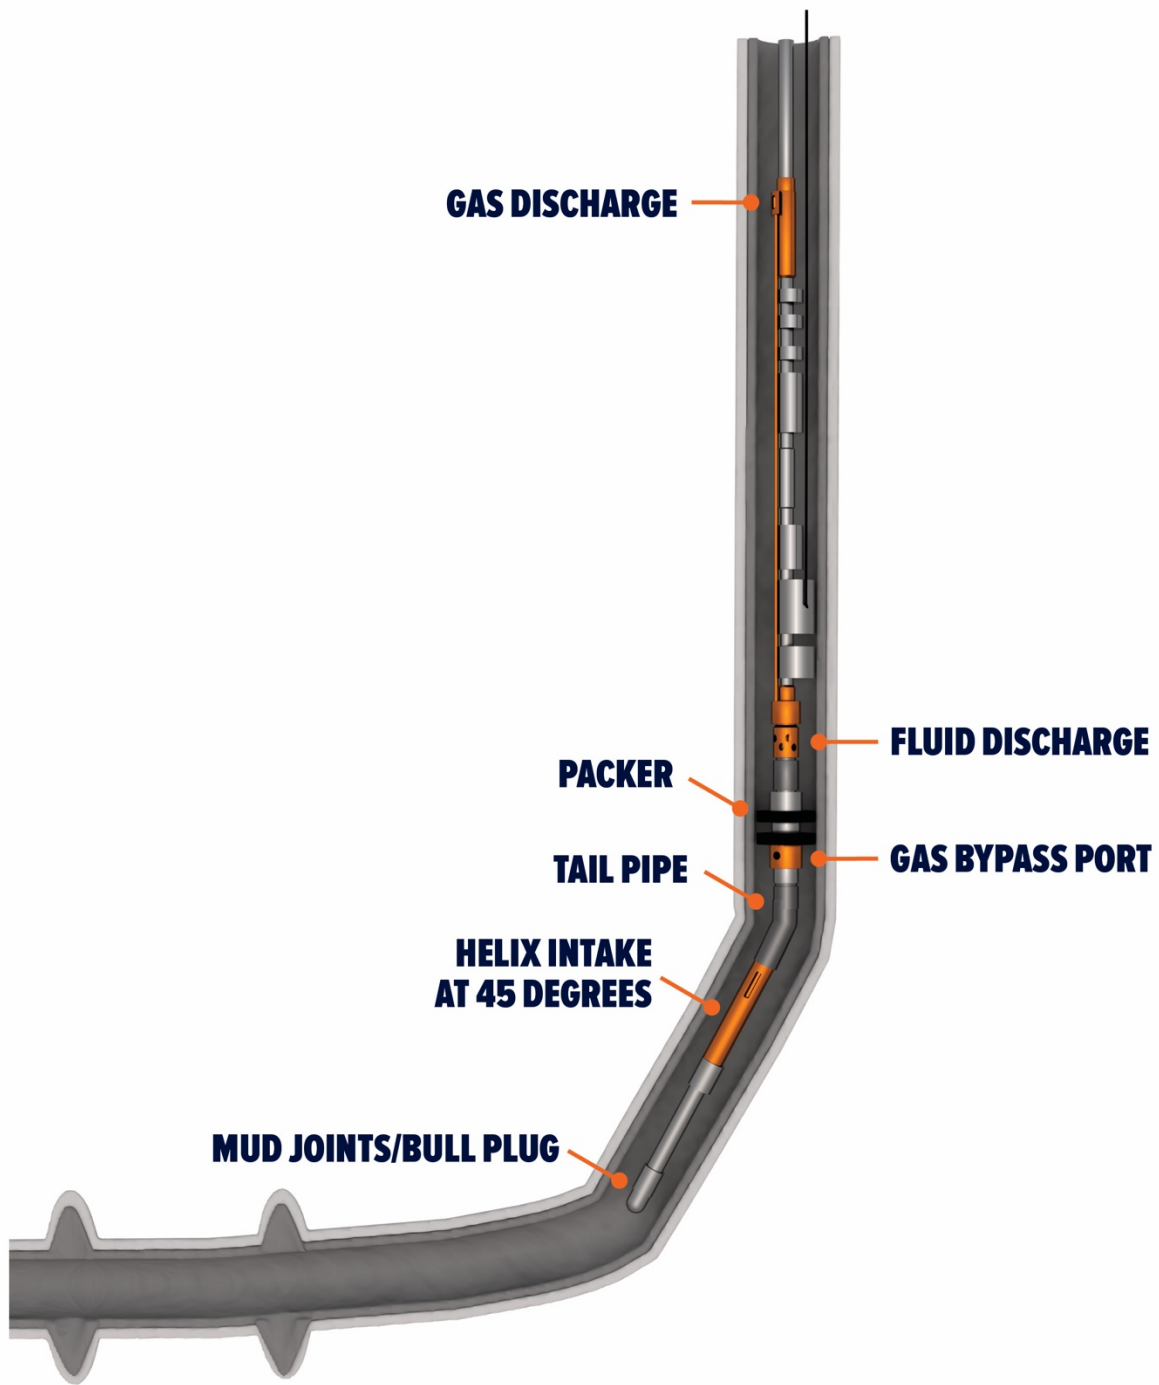 GAS DISCHARGE
FLUID DISCHARGE
PACKER
GAS BYPASS PORT
TAIL PIPE
HELIX INTAKE
AT 45 DEGREES
MUD JOINTS/BULL PLUG